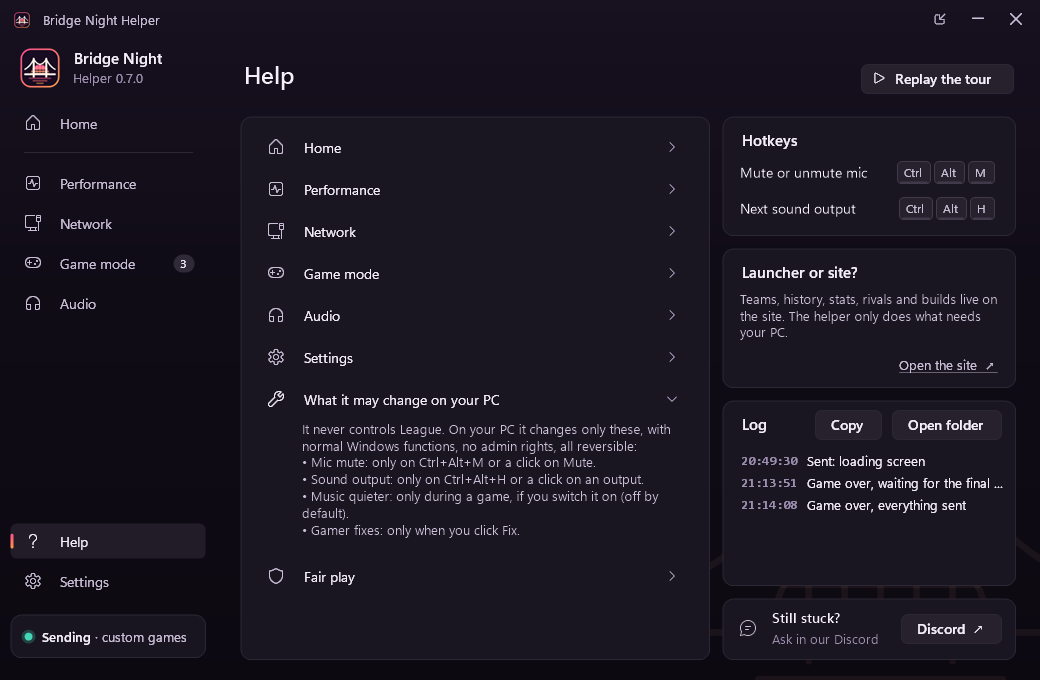 Bridge Night Helper
Bridge Night
Helper 0.7.0
Home
Performance
Network
Game mode
3
Audio
Help
Settings
Sending · custom games
Help
Replay the tour
Home
Performance
Network
Game mode
Audio
Settings
What it may change on your PC
It never controls League. On your PC it changes only these, with
normal Windows functions, no admin rights, all reversible:
• Mic mute: only on Ctrl+Alt+M or a click on Mute.
• Sound output: only on Ctrl+Alt+H or a click on an output.
• Music quieter: only during a game, if you switch it on (off by
default).
• Gamer fixes: only when you click Fix.
Fair play
Hotkeys
Mute or unmute mic Ctrl Alt M
Next sound output Ctrl Alt H
Launcher or site?
Teams, history, stats, rivals and builds live on
the site. The helper only does what needs
your PC.
Open the site ↗
Log Copy Open folder
20:49:30 Sent: loading screen
21:13:51 Game over, waiting for the final ...
21:14:08 Game over, everything sent
Still stuck?
Ask in our Discord
Discord ↗